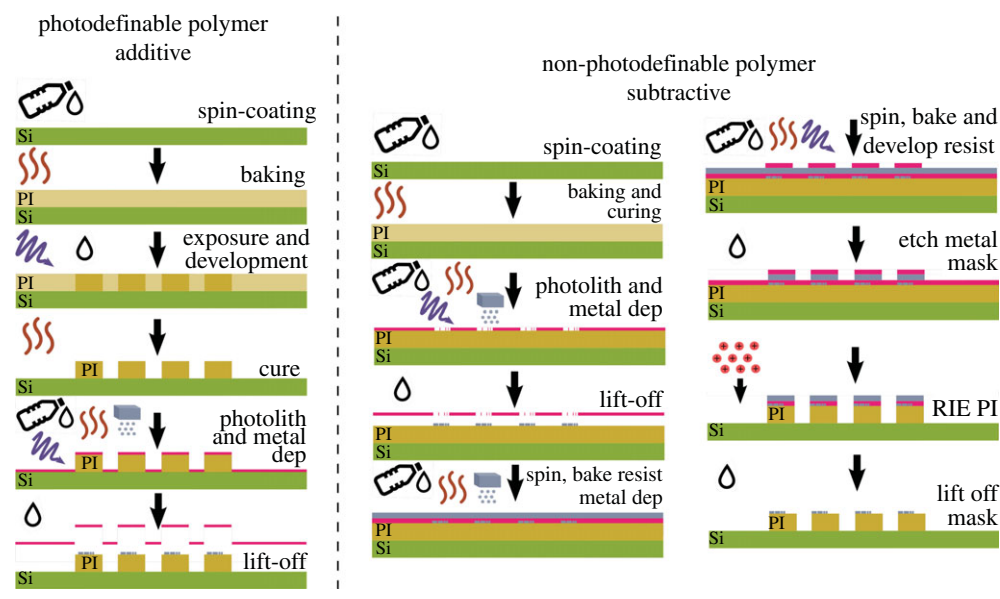 photodefinable polymer
additive
spin-coating
Si
baking
PI
Si
exposure and
development
PI
Si
cure
PI
Si
photolith
and metal
dep
PI
Si
lift-off
PI
Si
non-photodefinable polymer
subtractive
spin-coating
Si
baking and
curing
PI
Si
photolith and
metal dep
PI
Si
lift-off
PI
Si
spin, bake resist
metal dep
PI
Si
spin, bake and
develop resist
PI
Si
etch metal
mask
PI
Si
RIE PI
PI
Si
lift off
mask
PI
Si